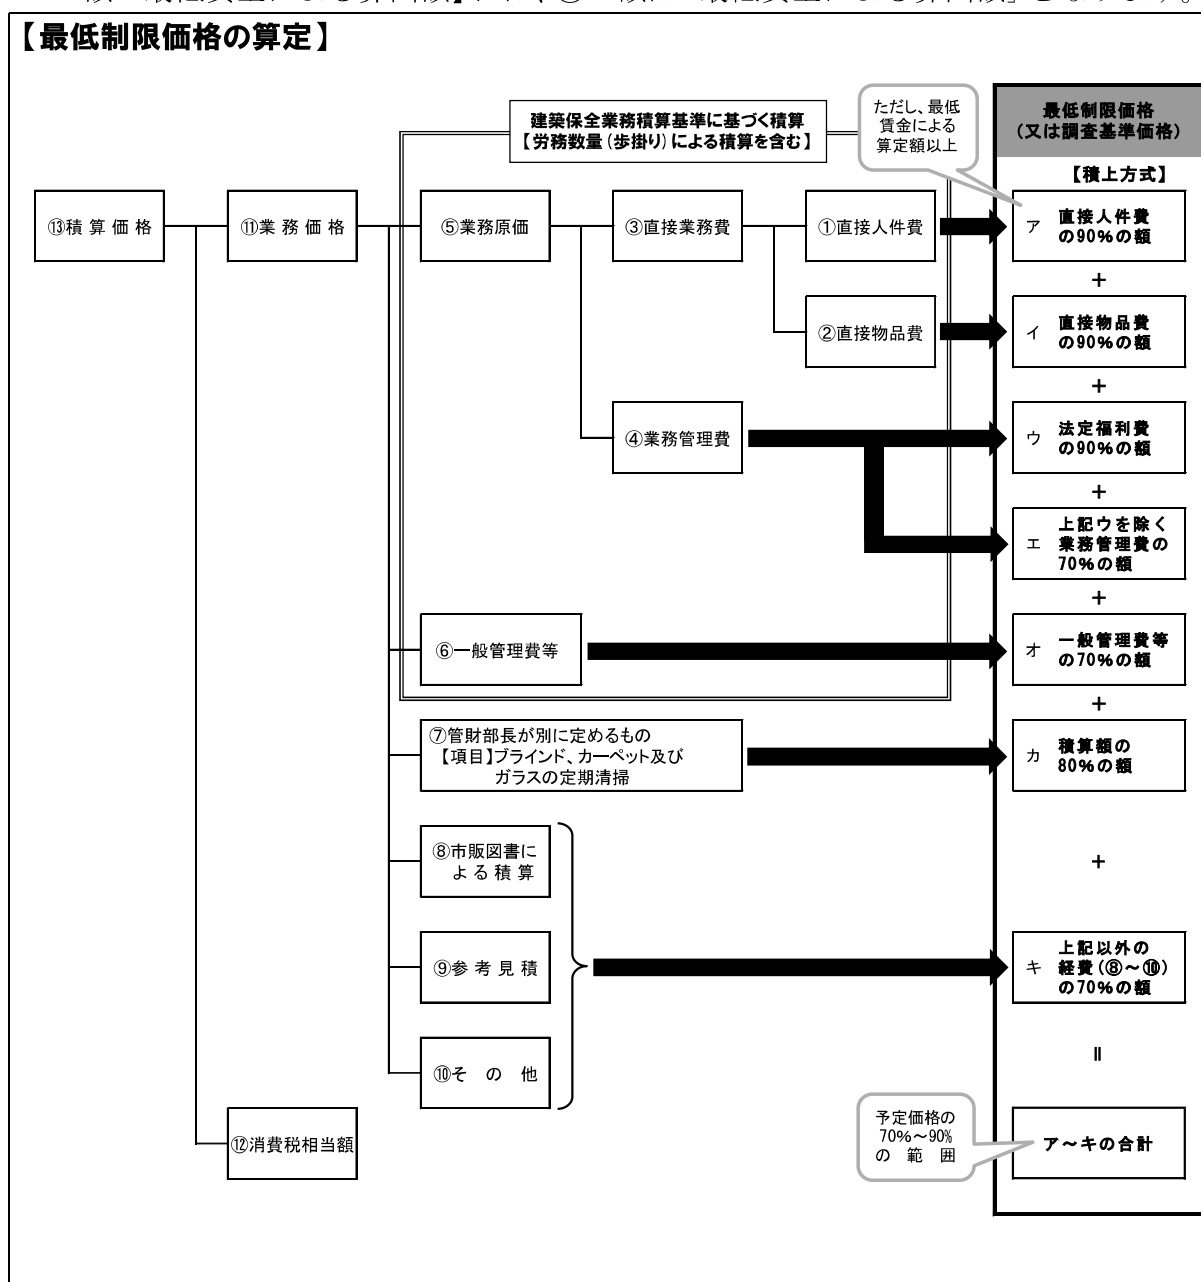 【最低制限価格の算定】
建築保全業務積算基準に基づく積算
【労務数量(歩掛り)による積算を含む】
ただし、最低
賃金による
算定額以上
最低制限価格
(又は調査基準価格)
【積上方式】
⑬積算価格
⑪業務価格
⑤業務原価
③直接業務費
①直接人件費
ア 直接人件費
の90%の額
+
②直接物品費
イ 直接物品費
の90%の額
+
④業務管理費
ウ 法定福利費
の90%の額
+
エ 上記ウを除く
業務管理費の
70%の額
+
⑥一般管理費等
オ 一般管理費等
の70%の額
+
⑦管財部長が別に定めるもの
【項目】ブラインド、カーペット及び
ガラスの定期清掃
カ 積算額の
80%の額
+
⑧市販図書に
よる積算
⑨参考見積
キ 上記以外の
経費(⑧~⑩)
の70%の額
=
⑩その他
⑫消費税相当額
予定価格の
70%~90%
の範囲
ア~キの合計